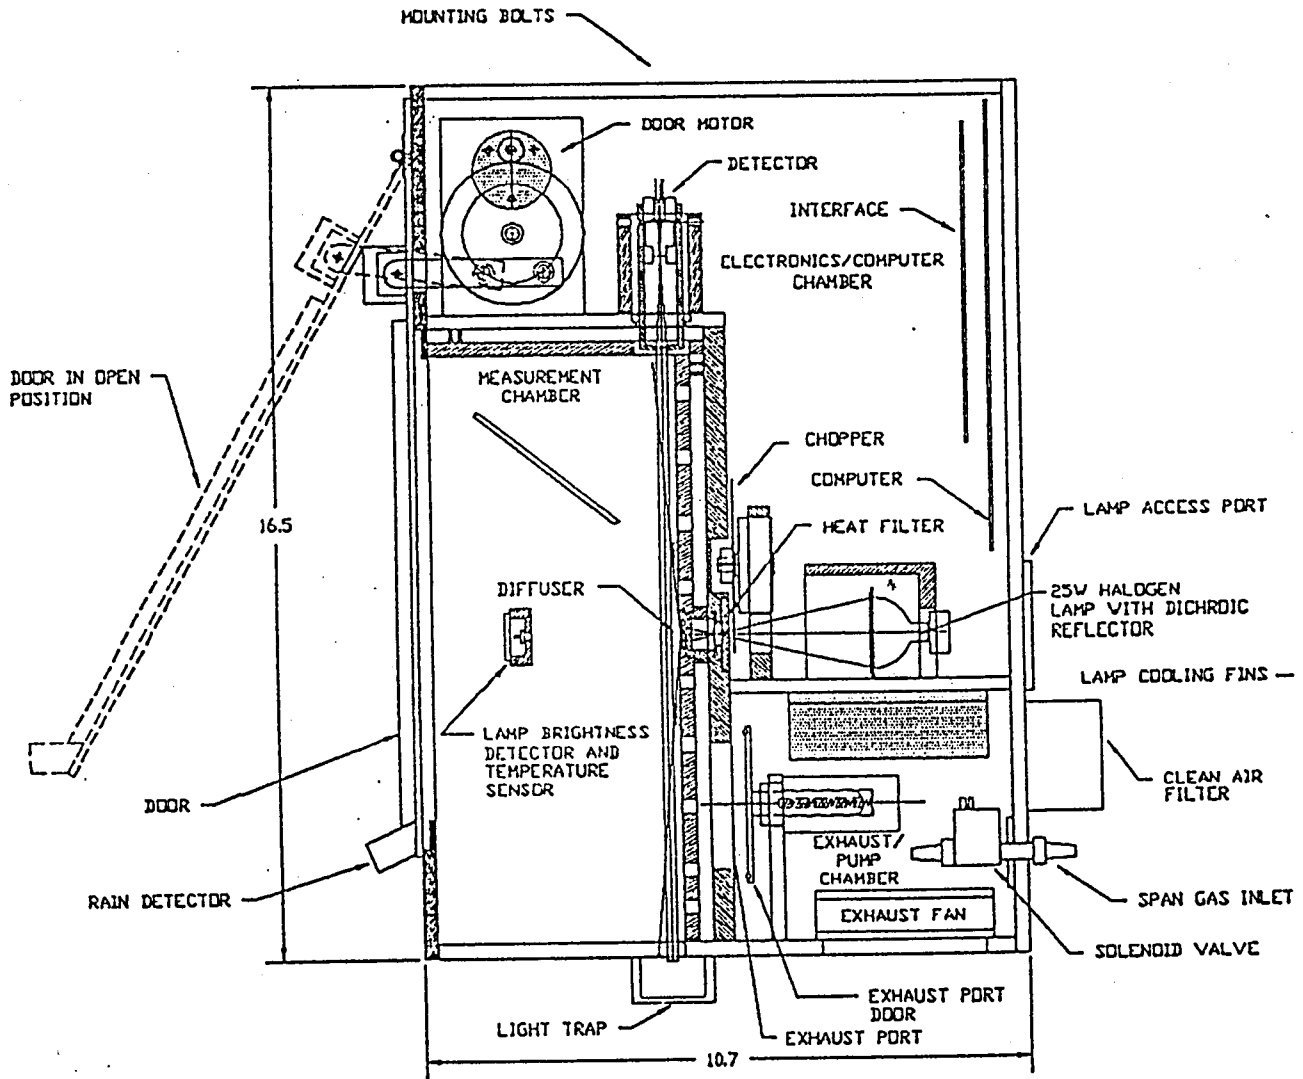 MOUNTING BOLTS
DOOR MOTOR
DETECTOR
INTERFACE
ELECTRONICS/COMPUTER
CHAMBER
DOOR IN OPEN
POSITION
MEASUREMENT
CHAMBER
CHOPPER
COMPUTER
LAMP ACCESS PORT
16.5
HEAT FILTER
DIFFUSER
25W HALOGEN
LAMP WITH DICHROIC
REFLECTOR
LAMP COOLING FINS
LAMP BRIGHTNESS
DETECTOR AND
TEMPERATURE
SENSOR
CLEAN AIR
FILTER
DOOR
EXHAUST/
PUMP
CHAMBER
RAIN DETECTOR
SPAN GAS INLET
EXHAUST FAN
SOLENOID VALVE
EXHAUST PORT
DOOR
LIGHT TRAP
EXHAUST PORT
10.7